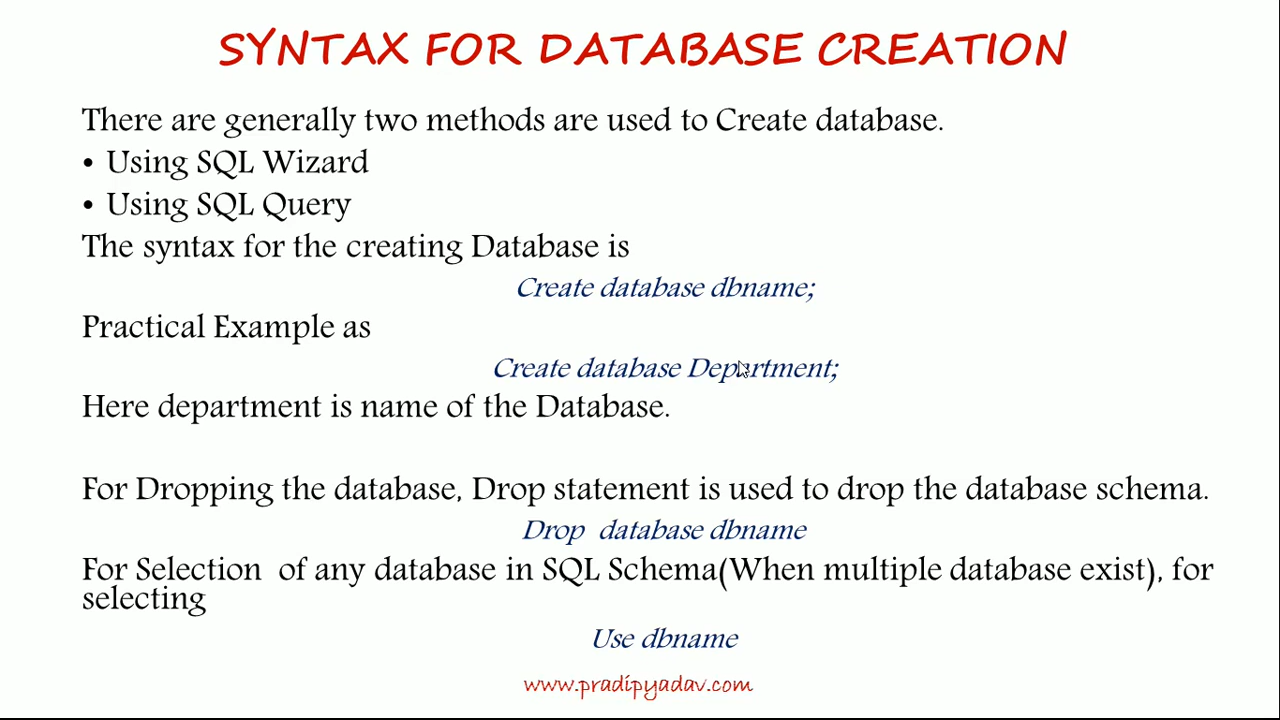 SYNTAX FOR DATABASE CREATION
There are generally two methods are used to Create database.
• Using SQL Wizard
• Using SQL Query
The syntax for the creating Database is
Create database dbname;
Practical Example as
Create database Department;
Here department is name of the Database.
For Dropping the database, Drop statement is used to drop the database schema.
Drop database dbname
For Selection of any database in SQL Schema(When multiple database exist), for
selecting
Use dbname
www.pradipyadav.com